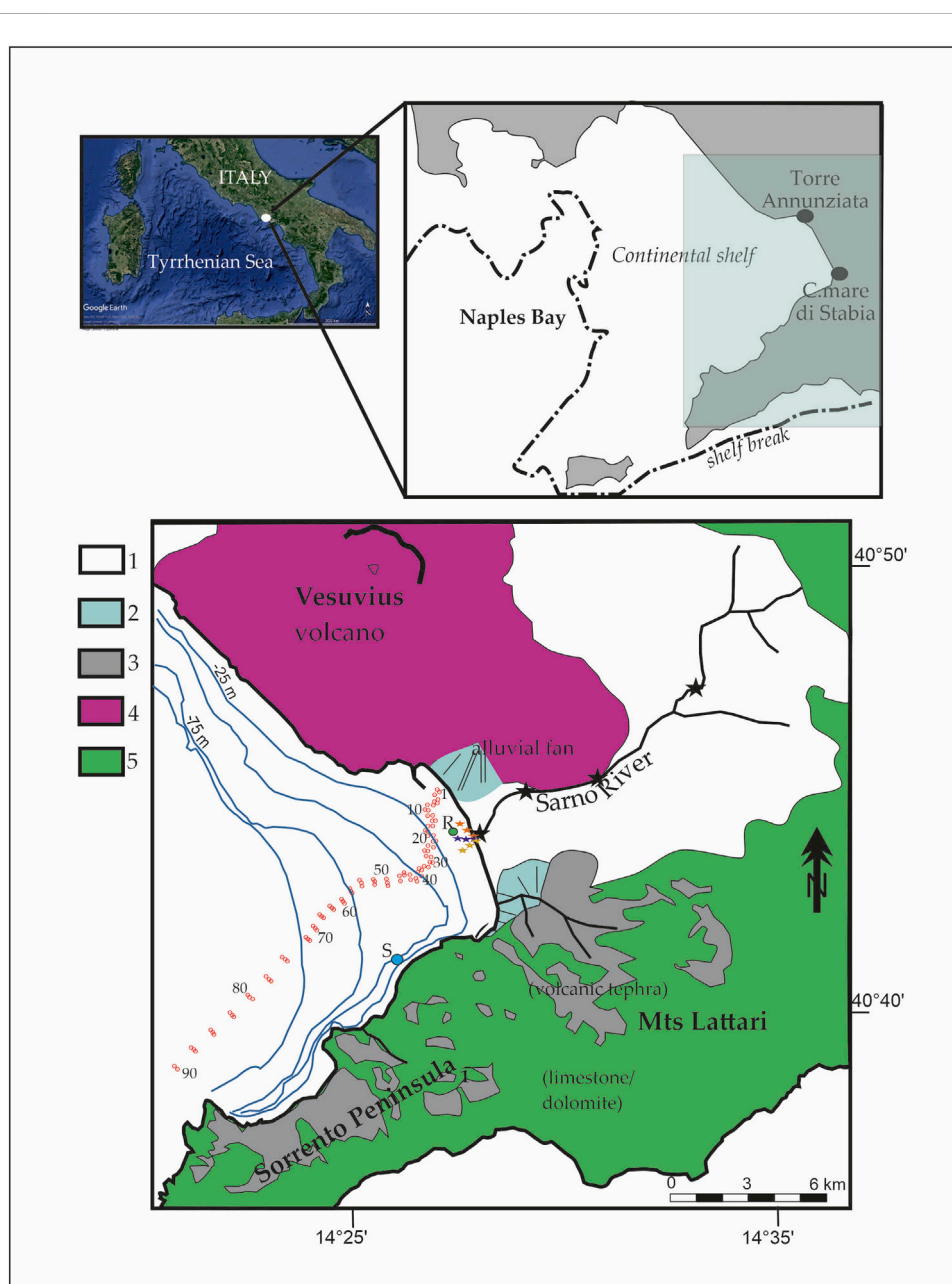 ITALY
Tyrrhenian Sea
Google Earth
Torre
Annunziata
Continental shelf
C.mare
di Stabia
Naples Bay
shelf break
1
2
3
4
5
40°50'
Vesuvius
volcano
-25 m
-75 m
alluvial fan
Sarno River
1
10
R
20
30
40
50
60
70
S
80
90
N
40°40'
(volcanic tephra)
Mts Lattari
(limestone/
dolomite)
Sorrento Peninsula
0 3 6 km
14°25'
14°35'